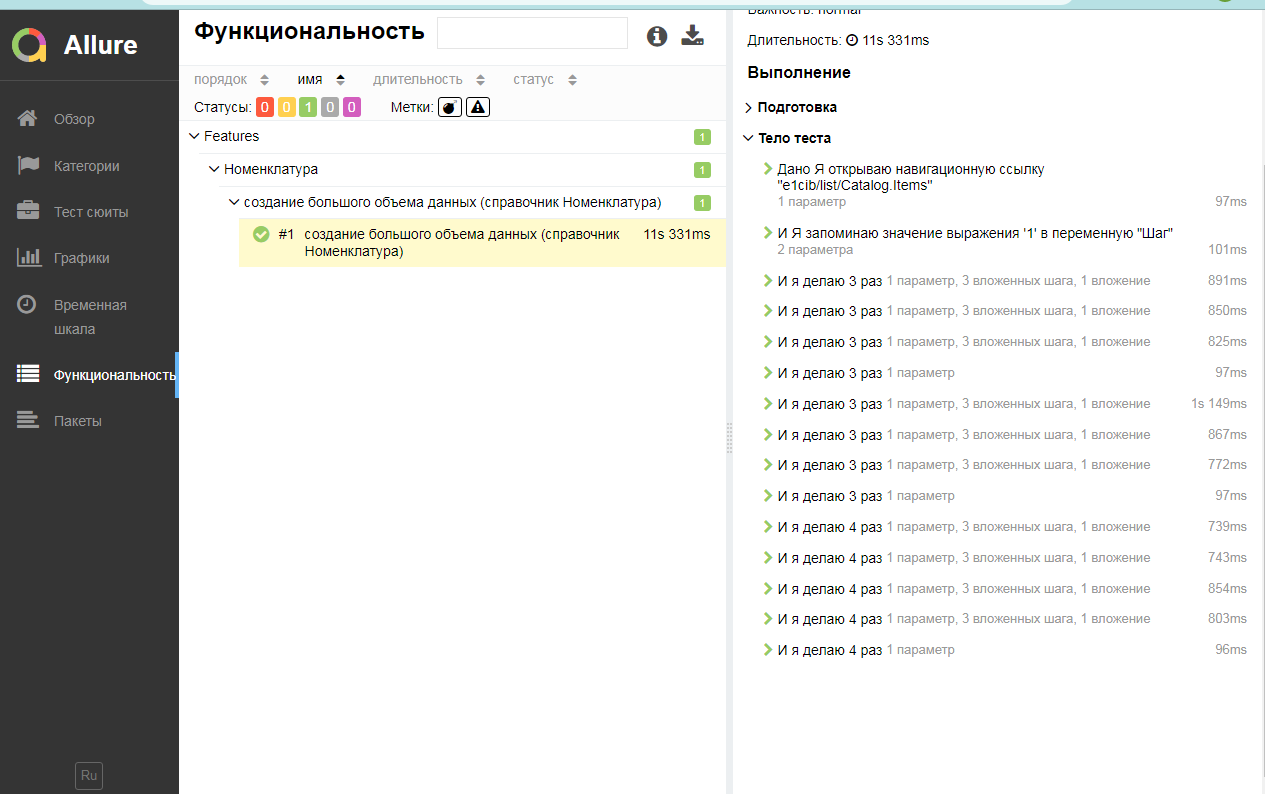 Allure
Обзор
Категории
Тест сюиты
Графики
Временная
шкала
Функциональность
Пакеты
Ru
Функциональность
порядок имя длительность статус
Статусы: 0 0 1 0 0 Метки:
Features 1
Номенклатура 1
создание большого объема данных (справочник Номенклатура) 1
#1 создание большого объема данных (справочник 11s 331ms
Номенклатура)
Важность: normal
Длительность: 11s 331ms
Выполнение
Подготовка
Тело теста
Дано Я открываю навигационную ссылку
"e1cib/list/Catalog.Items"
1 параметр 97ms
И Я запоминаю значение выражения '1' в переменную "Шаг"
2 параметра 101ms
И я делаю 3 раз 1 параметр, 3 вложенных шага, 1 вложение 891ms
И я делаю 3 раз 1 параметр, 3 вложенных шага, 1 вложение 850ms
И я делаю 3 раз 1 параметр, 3 вложенных шага, 1 вложение 825ms
И я делаю 3 раз 1 параметр 97ms
И я делаю 3 раз 1 параметр, 3 вложенных шага, 1 вложение 1s 149ms
И я делаю 3 раз 1 параметр, 3 вложенных шага, 1 вложение 867ms
И я делаю 3 раз 1 параметр, 3 вложенных шага, 1 вложение 772ms
И я делаю 3 раз 1 параметр 97ms
И я делаю 4 раз 1 параметр, 3 вложенных шага, 1 вложение 739ms
И я делаю 4 раз 1 параметр, 3 вложенных шага, 1 вложение 743ms
И я делаю 4 раз 1 параметр, 3 вложенных шага, 1 вложение 854ms
И я делаю 4 раз 1 параметр, 3 вложенных шага, 1 вложение 803ms
И я делаю 4 раз 1 параметр 96ms